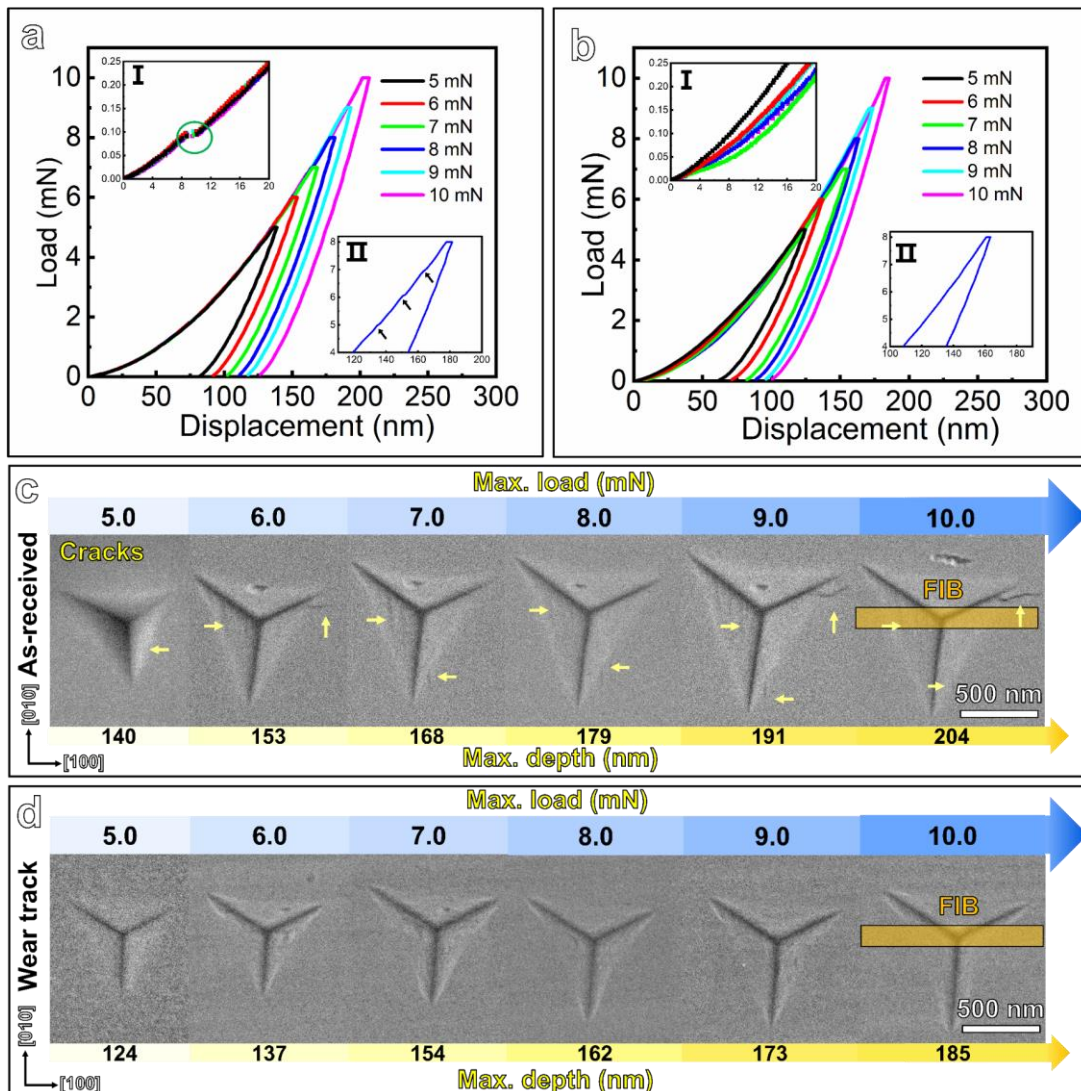 a
I
0.25
0.20
0.15
0.10
0.05
0.00
0 4 8 12 16 20
5 mN
6 mN
7 mN
8 mN
9 mN
10 mN
II
8
7
6
5
4
120 140 160 180 200
10
8
6
4
2
0
Load (mN)
0 50 100 150 200 250 300
Displacement (nm)
b
I
0.25
0.20
0.15
0.10
0.05
0.00
0 4 8 12 16 20
5 mN
6 mN
7 mN
8 mN
9 mN
10 mN
II
8
7
6
5
4
100 120 140 160 180
10
8
6
4
2
0
Load (mN)
0 50 100 150 200 250 300
Displacement (nm)
c
Max. load (mN)
5.0 6.0 7.0 8.0 9.0 10.0
As-received
Cracks
FIB
500 nm
[010]
[100]
140 153 168 179 191 204
Max. depth (nm)
d
Max. load (mN)
5.0 6.0 7.0 8.0 9.0 10.0
Wear track
FIB
500 nm
[010]
[100]
124 137 154 162 173 185
Max. depth (nm)